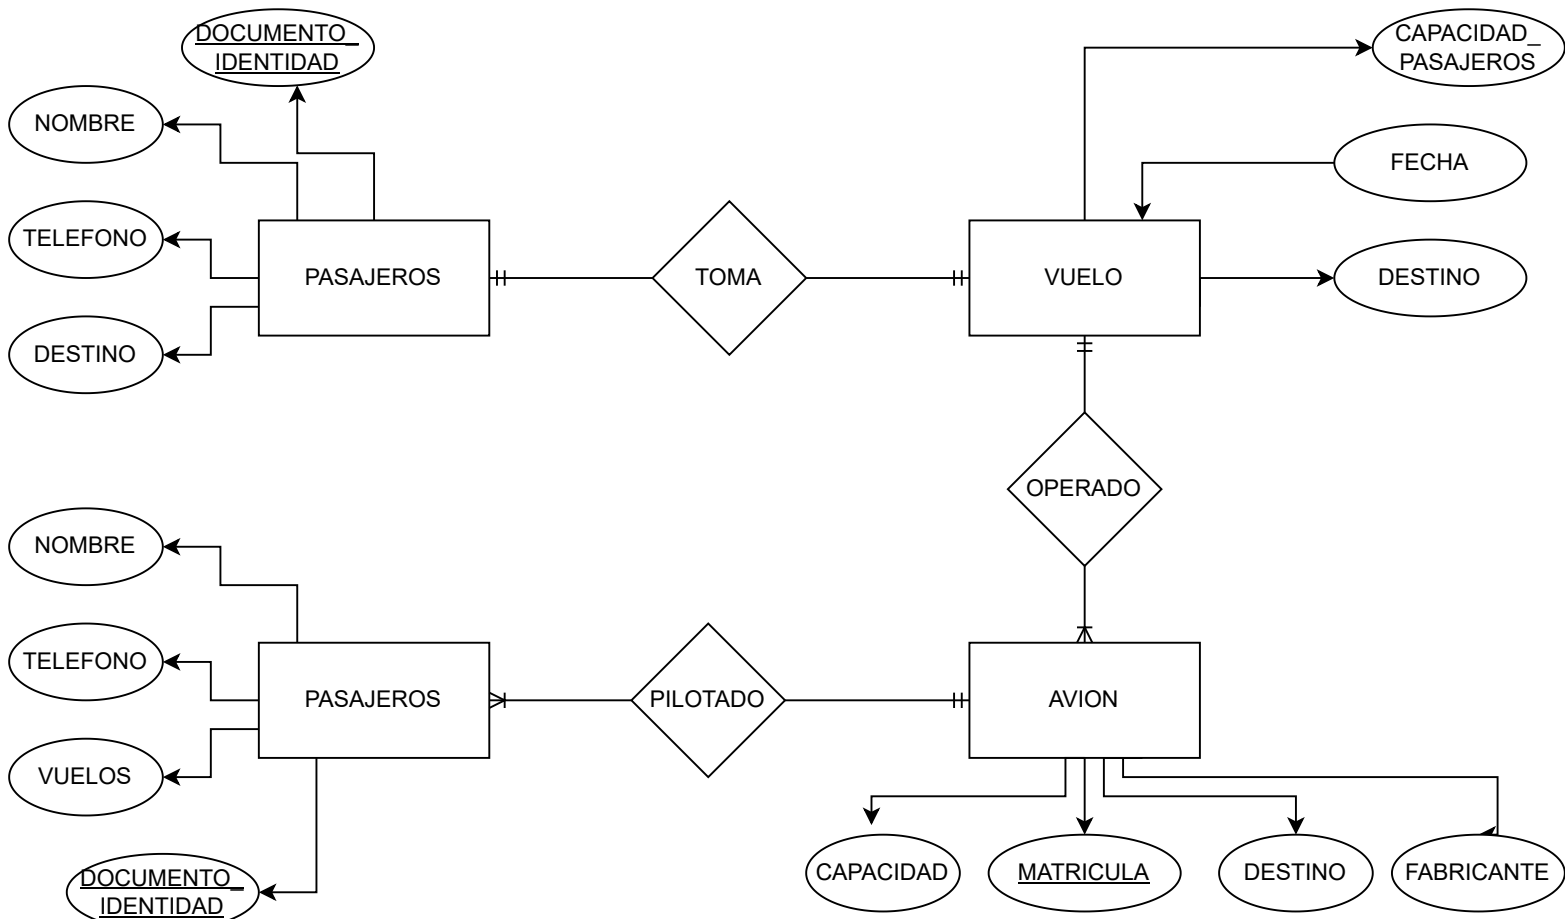 DOCUMENTO_
IDENTIDAD
CAPACIDAD_
PASAJEROS
NOMBRE
FECHA
TELEFONO
PASAJEROS
TOMA
VUELO
DESTINO
DESTINO
OPERADO
NOMBRE
TELEFONO
PASAJEROS
PILOTADO
AVION
VUELOS
DOCUMENTO_
IDENTIDAD
CAPACIDAD
MATRICULA
DESTINO
FABRICANTE